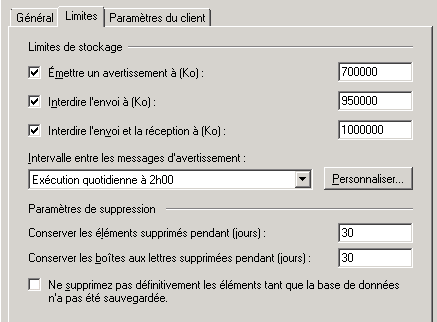 Général Limites Paramètres du client
Limites de stockage
Émettre un avertissement à (Ko) : 700000
Interdire l'envoi à (Ko) : 950000
Interdire l'envoi et la réception à (Ko) : 1000000
Intervalle entre les messages d'avertissement :
Exécution quotidienne à 2h00 Personnaliser...
Paramètres de suppression
Conserver les éléments supprimés pendant (jours) : 30
Conserver les boîtes aux lettres supprimées pendant (jours) : 30
Ne supprimez pas définitivement les éléments tant que la base de données
n'a pas été sauvegardée.